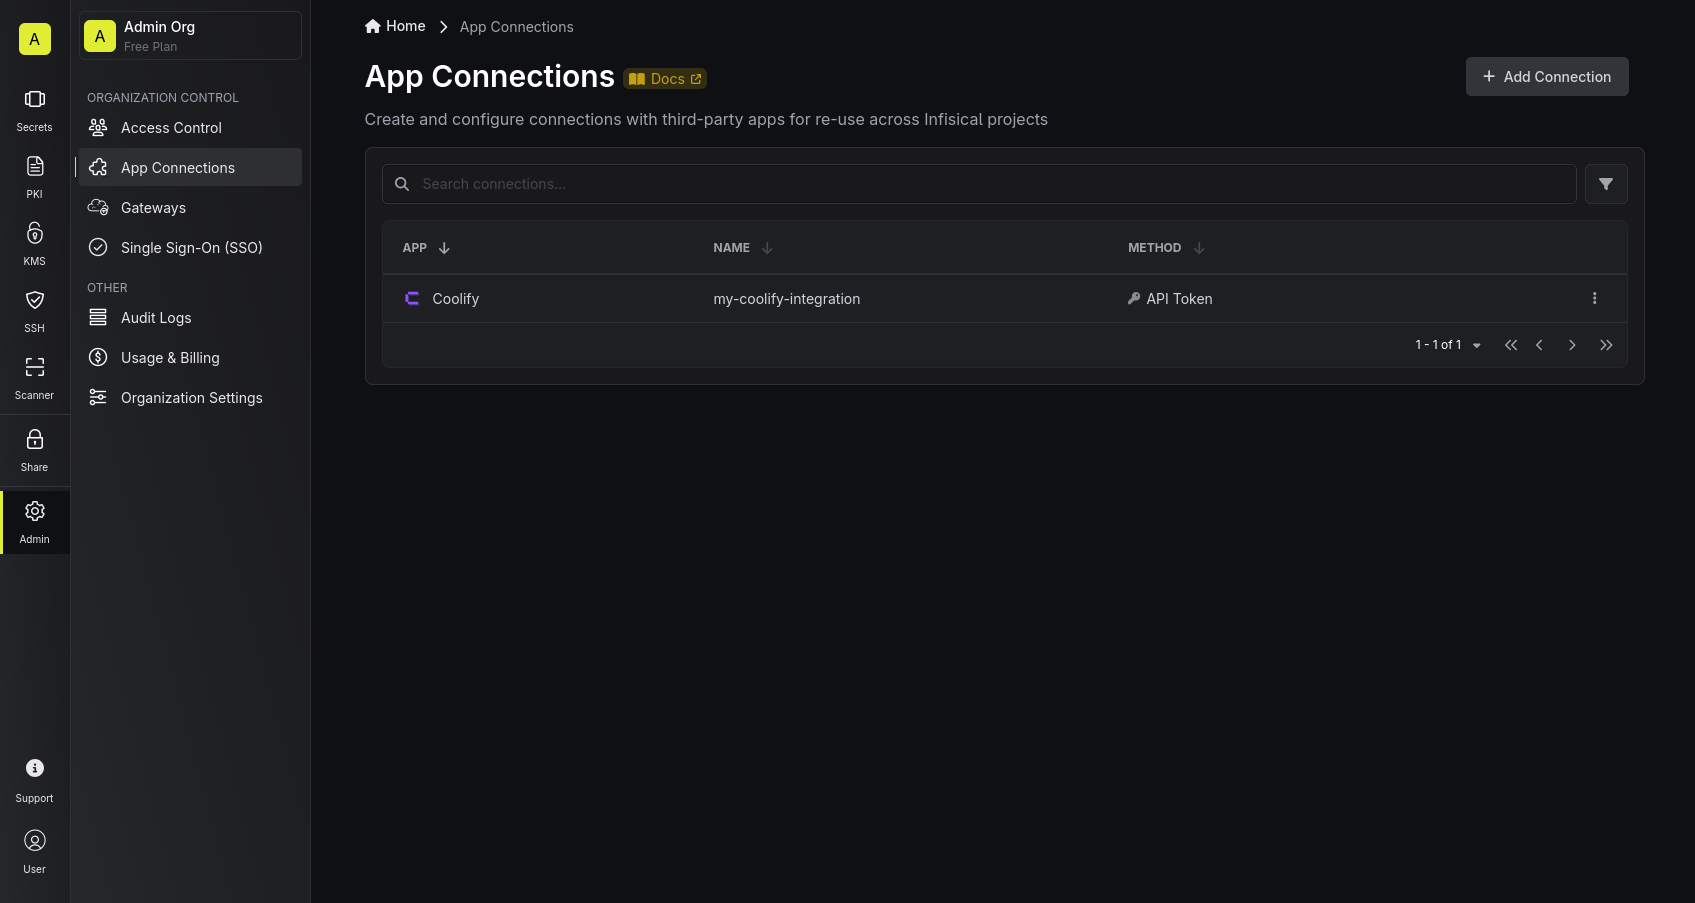 A
Secrets
PKI
KMS
SSH
Scanner
Share
Admin
Support
User
A
Admin Org
Free Plan
ORGANIZATION CONTROL
Access Control
App Connections
Gateways
Single Sign-On (SSO)
OTHER
Audit Logs
Usage & Billing
Organization Settings
Home App Connections
App Connections Docs
Add Connection
Create and configure connections with third-party apps for re-use across Infisical projects
Search connections...
APP NAME METHOD
Coolify my-coolify-integration API Token
1 - 1 of 1